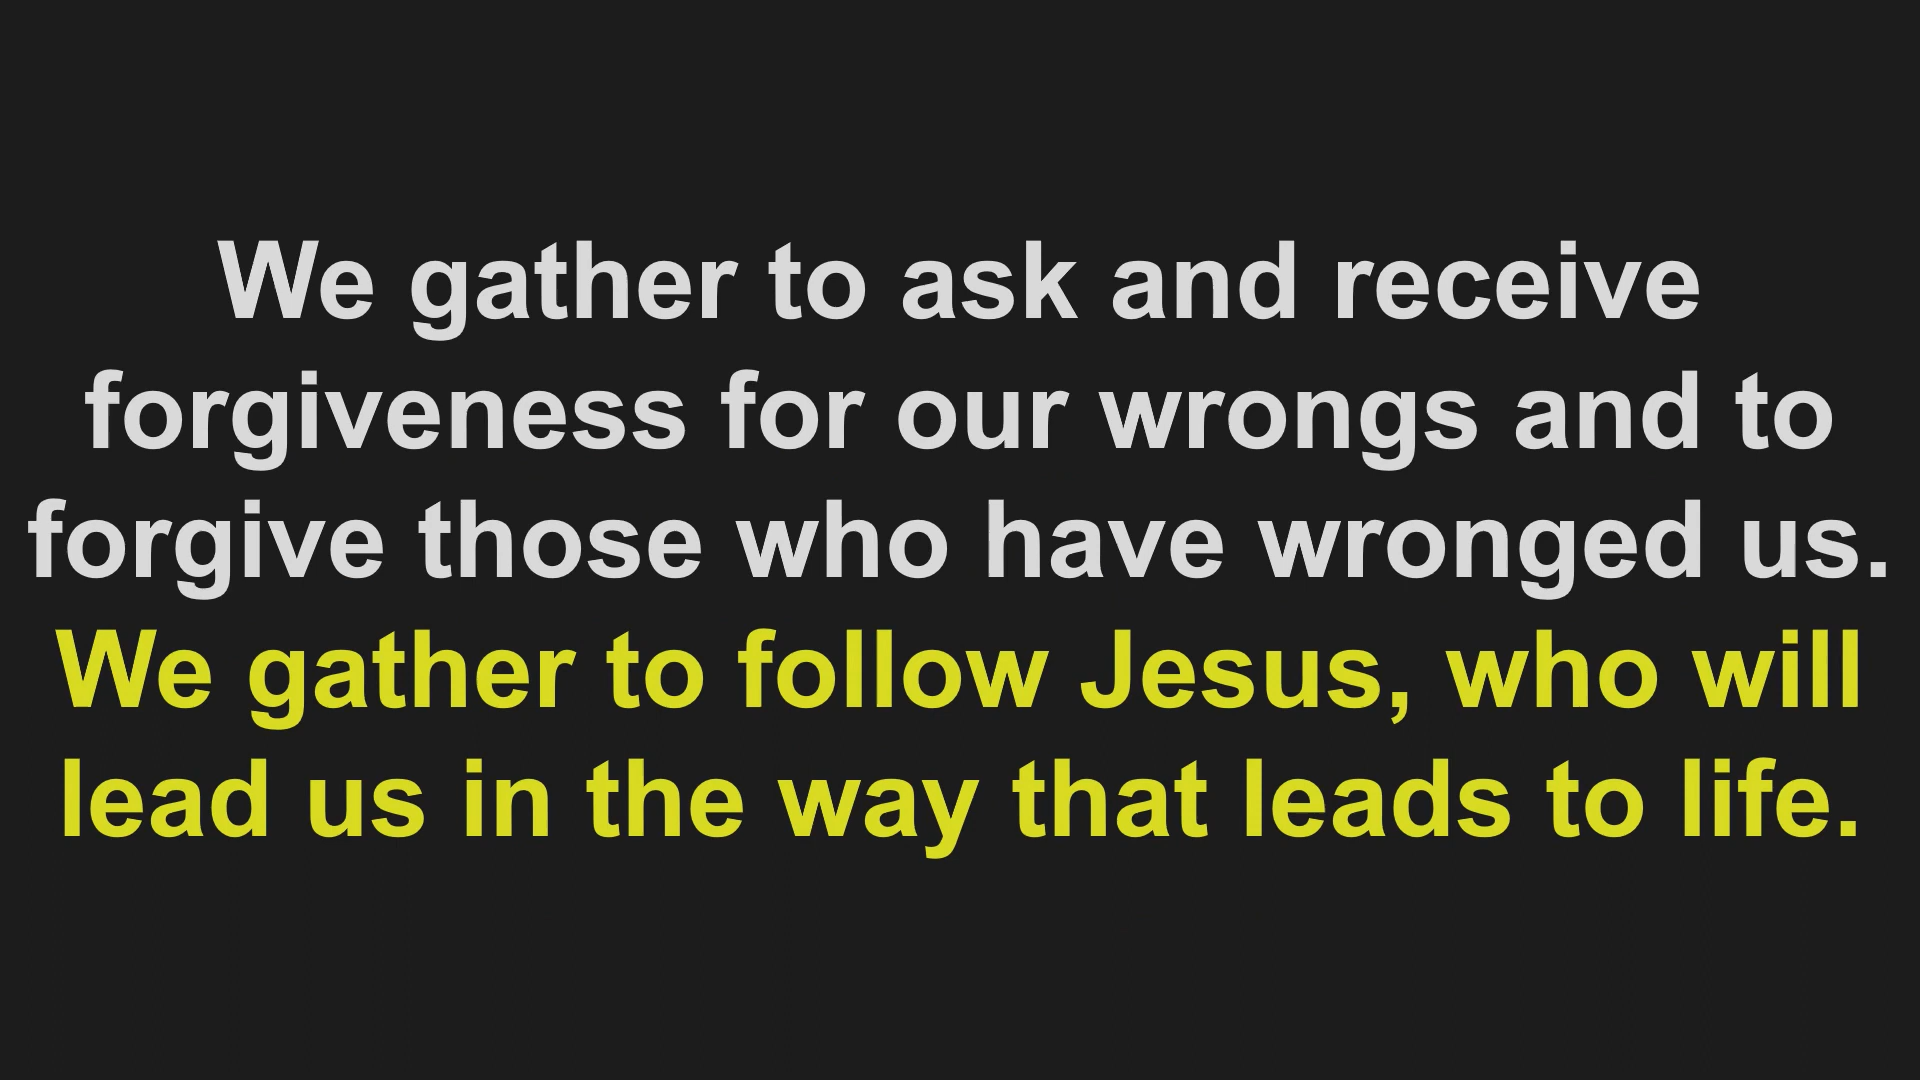 We gather to ask and receive
forgiveness for our wrongs and to
forgive those who have wronged us.
We gather to follow Jesus, who will
lead us in the way that leads to life.